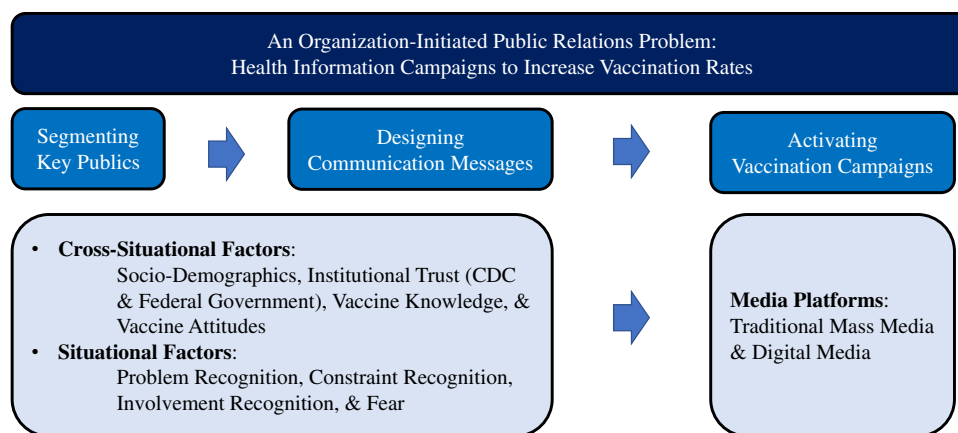 An Organization-Initiated Public Relations Problem:
Health Information Campaigns to Increase Vaccination Rates
Segmenting
Key Publics
Designing
Communication Messages
Activating
Vaccination Campaigns
• Cross-Situational Factors:
Socio-Demographics, Institutional Trust (CDC
& Federal Government), Vaccine Knowledge, &
Vaccine Attitudes
• Situational Factors:
Problem Recognition, Constraint Recognition,
Involvement Recognition, & Fear
Media Platforms:
Traditional Mass Media
& Digital Media